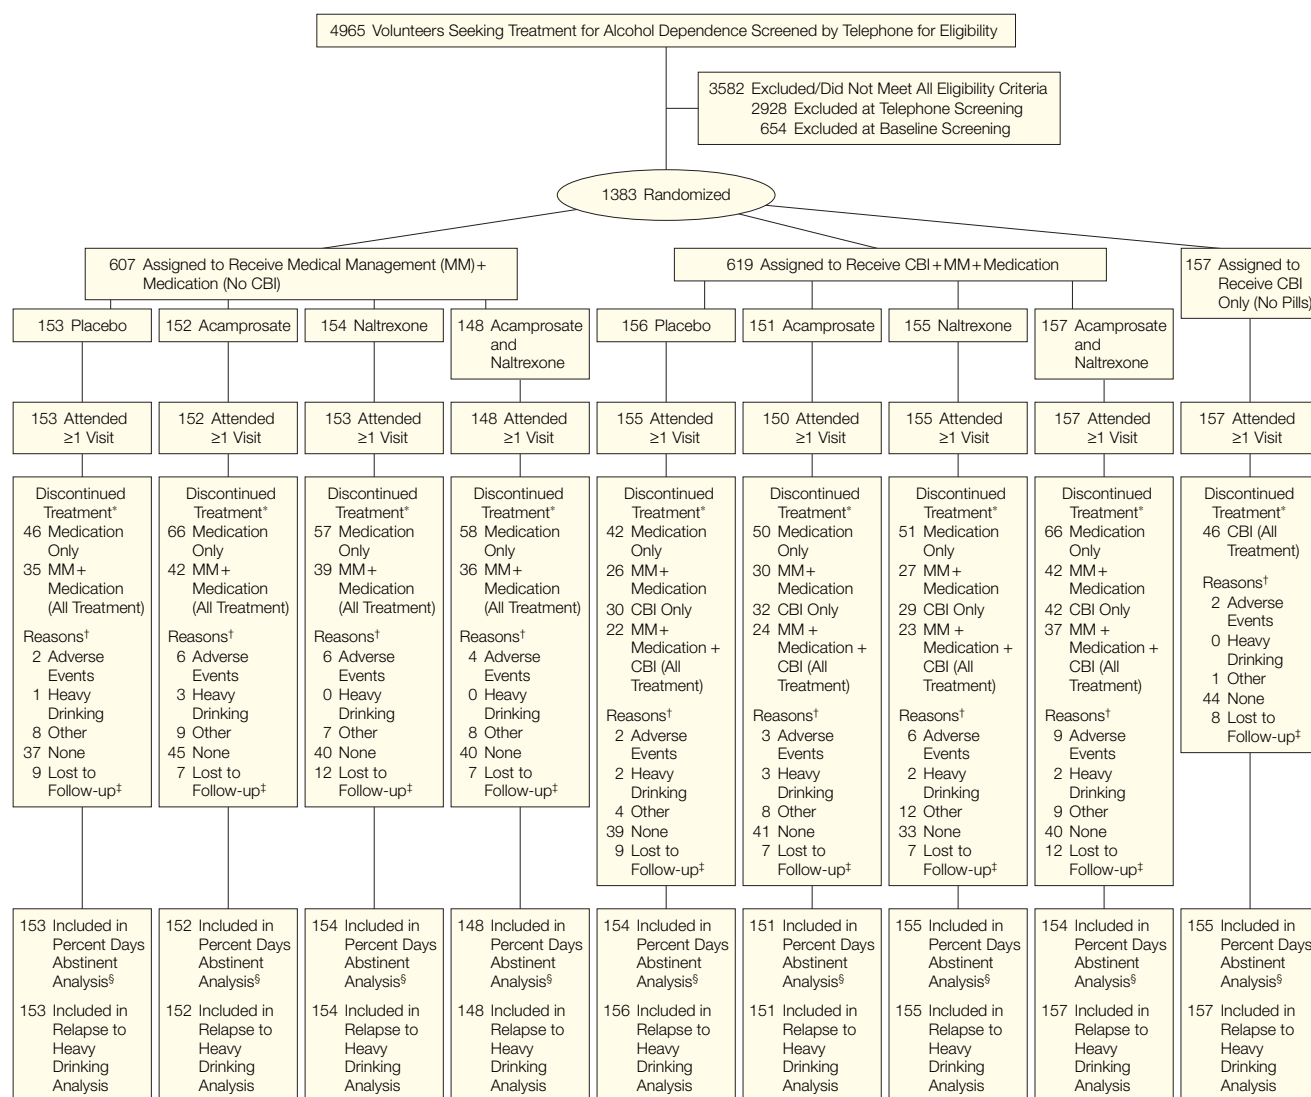 4965 Volunteers Seeking Treatment for Alcohol Dependence Screened by Telephone for Eligibility
3582 Excluded/Did Not Meet All Eligibility Criteria
2928 Excluded at Telephone Screening
654 Excluded at Baseline Screening
1383 Randomized
607 Assigned to Receive Medical Management (MM)+
Medication (No CBI)
619 Assigned to Receive CBI+MM+Medication
157 Assigned to
Receive CBI
Only (No Pills)
153 Placebo
152 Acamprosate
154 Naltrexone
148 Acamprosate
and
Naltrexone
156 Placebo
151 Acamprosate
155 Naltrexone
157 Acamprosate
and
Naltrexone
153 Attended
≥1 Visit
152 Attended
≥1 Visit
153 Attended
≥1 Visit
148 Attended
≥1 Visit
155 Attended
≥1 Visit
150 Attended
≥1 Visit
155 Attended
≥1 Visit
157 Attended
≥1 Visit
157 Attended
≥1 Visit
Discontinued
Treatment*
46 Medication
Only
35 MM+
Medication
(All Treatment)
Reasons†
2 Adverse
Events
1 Heavy
Drinking
8 Other
37 None
9 Lost to
Follow-up‡
Discontinued
Treatment*
66 Medication
Only
42 MM+
Medication
(All Treatment)
Reasons†
6 Adverse
Events
3 Heavy
Drinking
9 Other
45 None
7 Lost to
Follow-up‡
Discontinued
Treatment*
57 Medication
Only
39 MM+
Medication
(All Treatment)
Reasons†
6 Adverse
Events
0 Heavy
Drinking
7 Other
40 None
12 Lost to
Follow-up‡
Discontinued
Treatment*
58 Medication
Only
36 MM+
Medication
(All Treatment)
Reasons†
4 Adverse
Events
0 Heavy
Drinking
8 Other
40 None
7 Lost to
Follow-up‡
Discontinued
Treatment*
42 Medication
Only
26 MM+
Medication
30 CBI Only
22 MM +
Medication +
CBI (All
Treatment)
Reasons†
2 Adverse
Events
2 Heavy
Drinking
4 Other
39 None
9 Lost to
Follow-up‡
Discontinued
Treatment*
50 Medication
Only
30 MM+
Medication
32 CBI Only
24 MM +
Medication +
CBI (All
Treatment)
Reasons†
3 Adverse
Events
3 Heavy
Drinking
8 Other
41 None
7 Lost to
Follow-up‡
Discontinued
Treatment*
51 Medication
Only
27 MM+
Medication
29 CBI Only
23 MM +
Medication +
CBI (All
Treatment)
Reasons†
6 Adverse
Events
2 Heavy
Drinking
12 Other
33 None
7 Lost to
Follow-up‡
Discontinued
Treatment*
66 Medication
Only
42 MM+
Medication
42 CBI Only
37 MM +
Medication +
CBI (All
Treatment)
Reasons†
9 Adverse
Events
2 Heavy
Drinking
9 Other
40 None
12 Lost to
Follow-up‡
Discontinued
Treatment*
46 CBI (All
Treatment)
Reasons†
2 Adverse
Events
0 Heavy
Drinking
1 Other
44 None
8 Lost to
Follow-up‡
153 Included in
Percent Days
Abstinent
Analysis§
153 Included in
Relapse to
Heavy
Drinking
Analysis
152 Included in
Percent Days
Abstinent
Analysis§
152 Included in
Relapse to
Heavy
Drinking
Analysis
154 Included in
Percent Days
Abstinent
Analysis§
154 Included in
Relapse to
Heavy
Drinking
Analysis
148 Included in
Percent Days
Abstinent
Analysis§
148 Included in
Relapse to
Heavy
Drinking
Analysis
154 Included in
Percent Days
Abstinent
Analysis§
156 Included in
Relapse to
Heavy
Drinking
Analysis
151 Included in
Percent Days
Abstinent
Analysis§
151 Included in
Relapse to
Heavy
Drinking
Analysis
155 Included in
Percent Days
Abstinent
Analysis§
155 Included in
Relapse to
Heavy
Drinking
Analysis
154 Included in
Percent Days
Abstinent
Analysis§
157 Included in
Relapse to
Heavy
Drinking
Analysis
155 Included in
Percent Days
Abstinent
Analysis§
157 Included in
Relapse to
Heavy
Drinking
Analysis